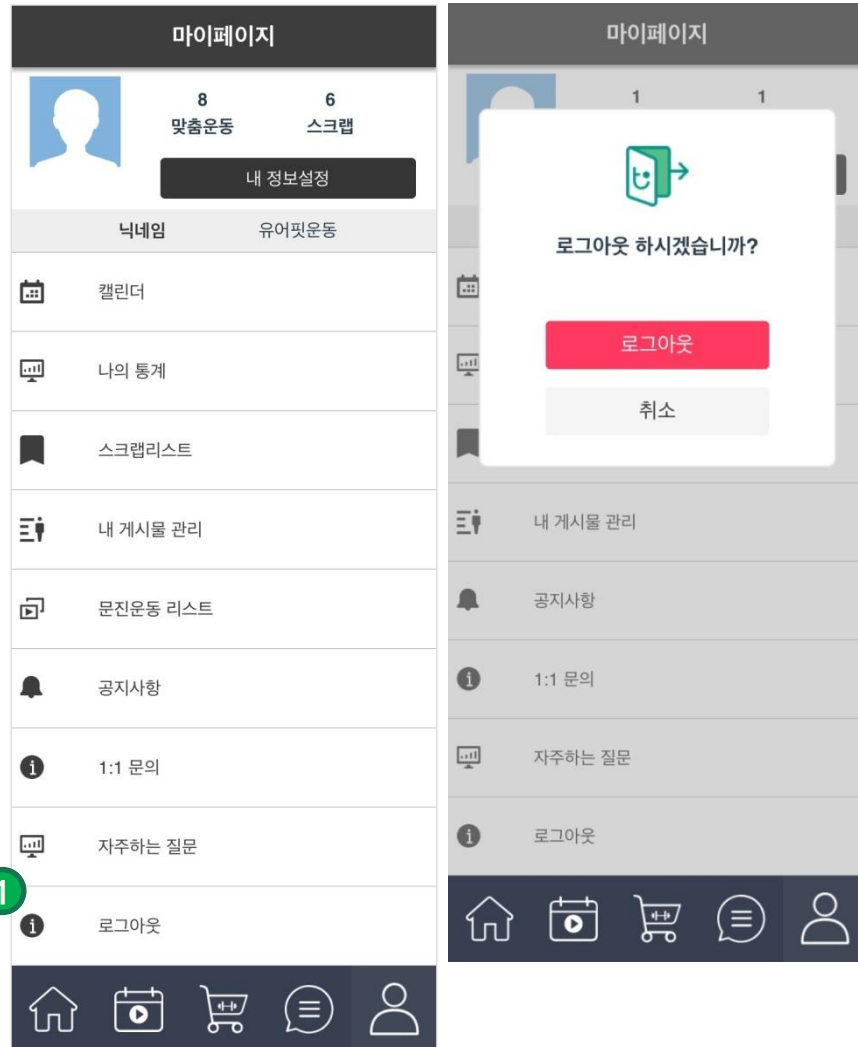 마이페이지
8 6
맞춤운동 스크랩
내 정보설정
닉네임 유어핏운동
캘린더
나의 통계
스크랩리스트
내 게시물 관리
문진운동 리스트
공지사항
1:1 문의
자주하는 질문
1
로그아웃
마이페이지
1 1
로그아웃 하시겠습니까?
로그아웃
취소
내 게시물 관리
공지사항
1:1 문의
자주하는 질문
로그아웃